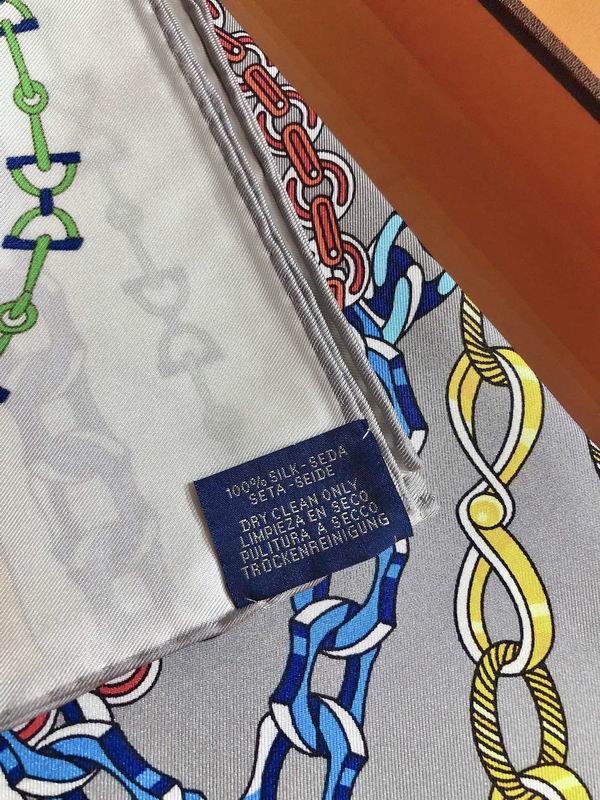 100% SILK-SEDA
SETA-SEIDE
DRY CLEAN ONLY
LIMPIEZA EN SECO
PULITURA A SECCO
TROCKENREINIGUNG